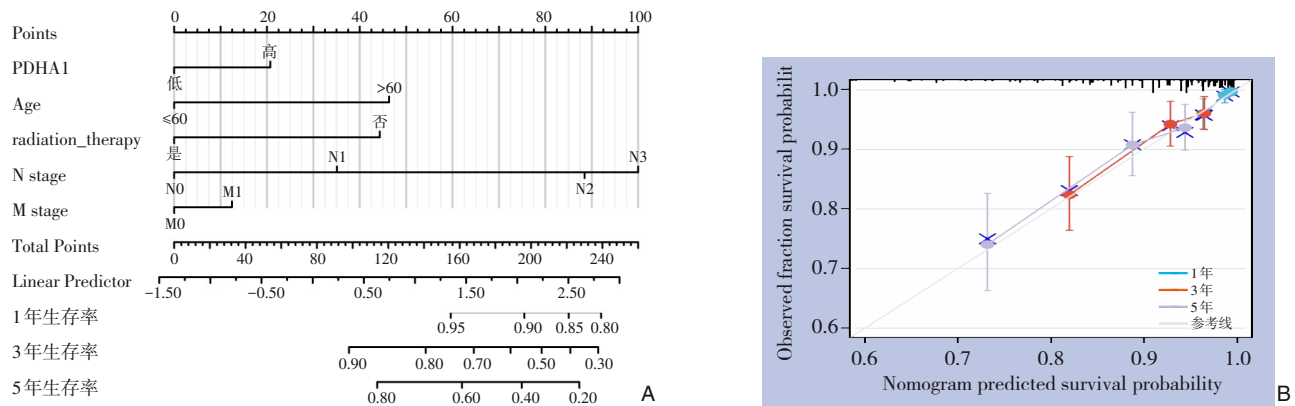 Points
0 20 40 60 80 100
PDHA1
低 高
Age
≤60 >60
radiation_therapy
是 否
N stage
N0 N1 N2 N3
M stage
M0 M1
Total Points
0 40 80 120 160 200 240
Linear Predictor
−1.50 −0.50 0.50 1.50 2.50
1年生存率
0.95 0.90 0.85 0.80
3年生存率
0.90 0.80 0.70 0.50 0.30
5年生存率
0.80 0.60 0.40 0.20
A
Observed fraction survival probabilit
1.0
0.9
0.8
0.7
0.6
1年
3年
5年
参考线
0.6 0.7 0.8 0.9 1.0
Nomogram predicted survival probability
B